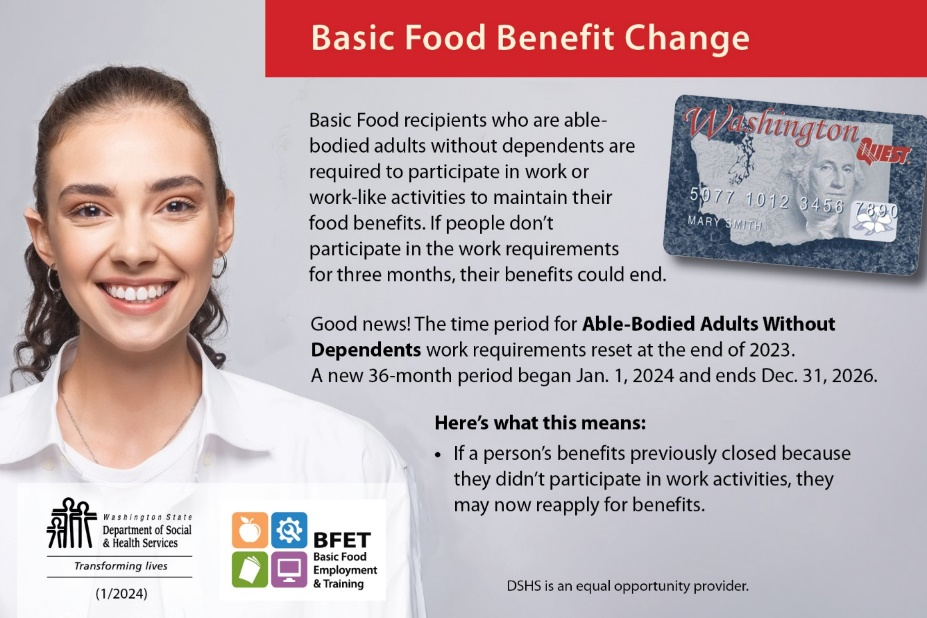 Basic Food Benefit Change
Basic Food recipients who are able-
bodied adults without dependents are
required to participate in work or
work-like activities to maintain their
food benefits. If people don't
participate in the work requirements
for three months, their benefits could end.
Washington
QUEST
5077 1012 3456 7890
MARY SMITH
Good news! The time period for Able-Bodied Adults Without
Dependents work requirements reset at the end of 2023.
A new 36-month period began Jan. 1, 2024 and ends Dec. 31, 2026.
Here's what this means:
• If a person's benefits previously closed because
they didn't participate in work activities, they
may now reapply for benefits.
Washington State
Department of Social
& Health Services
Transforming lives
(1/2024)
BFET
Basic Food
Employment
& Training
DSHS is an equal opportunity provider.